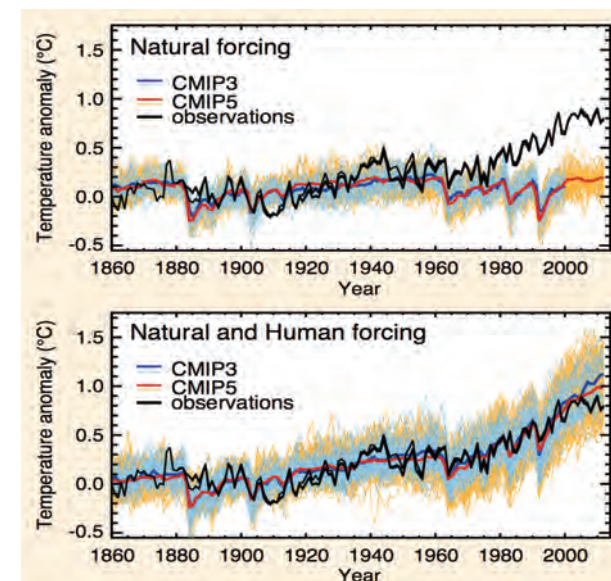 Natural forcing
CMIP3
CMIP5
observations
Temperature anomaly (°C)
1.5
1.0
0.5
0.0
-0.5
1860 1880 1900 1920 1940 1960 1980 2000
Year
Natural and Human forcing
CMIP3
CMIP5
observations
Temperature anomaly (°C)
1.5
1.0
0.5
0.0
-0.5
1860 1880 1900 1920 1940 1960 1980 2000
Year